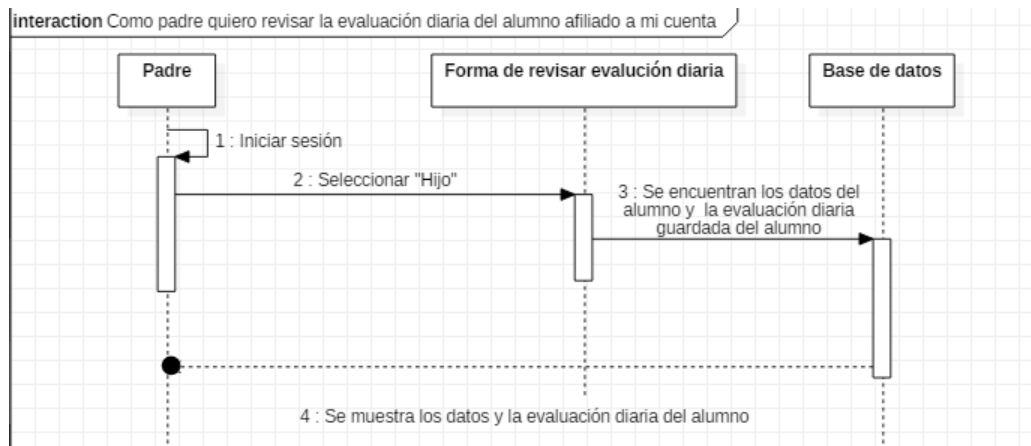 interaction Como padre quiero revisar la evaluación diaria del alumno afiliado a mi cuenta
Padre
Forma de revisar evalución diaria
Base de datos
1 : Iniciar sesión
2 : Seleccionar "Hijo"
3 : Se encuentran los datos del
alumno y la evaluación diaria
guardada del alumno
4 : Se muestra los datos y la evaluación diaria del alumno